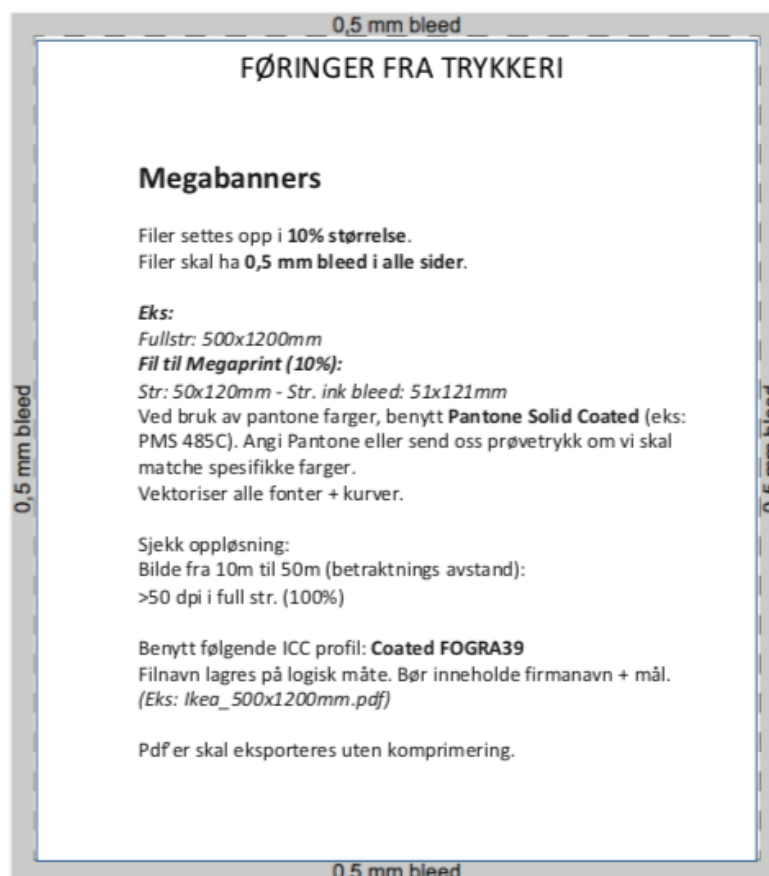 0,5 mm bleed
FØRINGER FRA TRYKKERI
Megabanners
Filer settes opp i 10% størrelse.
Filer skal ha 0,5 mm bleed i alle sider.
Eks:
Fullstr: 500x1200mm
Fil til Megaprint (10%):
Str: 50x120mm - Str. ink bleed: 51x121mm
Ved bruk av pantone farger, benytt Pantone Solid Coated (eks:
PMS 485C). Angi Pantone eller send oss prøvetrykk om vi skal
matche spesifikke farger.
Vektoriser alle fonter + kurver.
Sjekk oppløsning:
Bilde fra 10m til 50m (betraktnings avstand):
>50 dpi i full str. (100%)
Benytt følgende ICC profil: Coated FOGRA39
Filnavn lagres på logisk måte. Bør inneholde firmanavn + mål.
(Eks: Ikea_500x1200mm.pdf)
Pdf'er skal eksporteres uten komprimering.
0,5 mm bleed
0,5 mm bleed
0,5 mm bleed